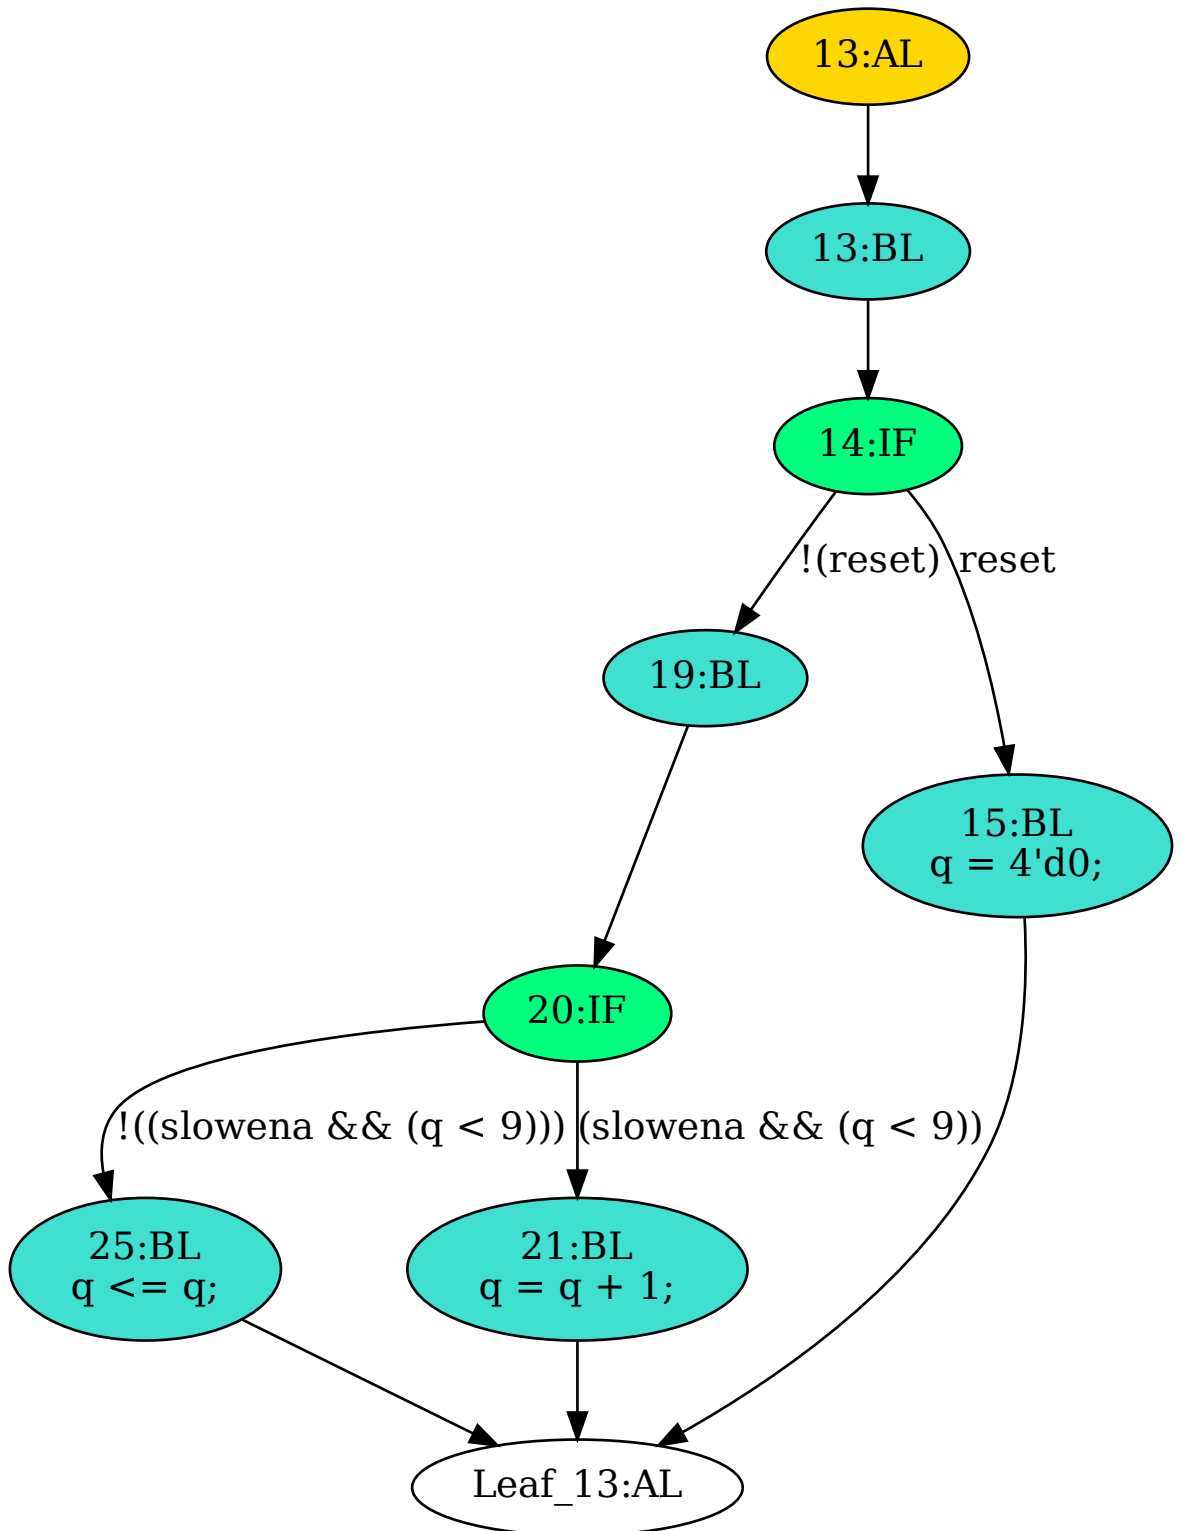 13:AL
13:BL
14:IF
!(reset)
reset
19:BL
15:BL
q = 4'd0;
20:IF
!((slowena && (q < 9)))
(slowena && (q < 9))
25:BL
q <= q;
21:BL
q = q + 1;
Leaf_13:AL